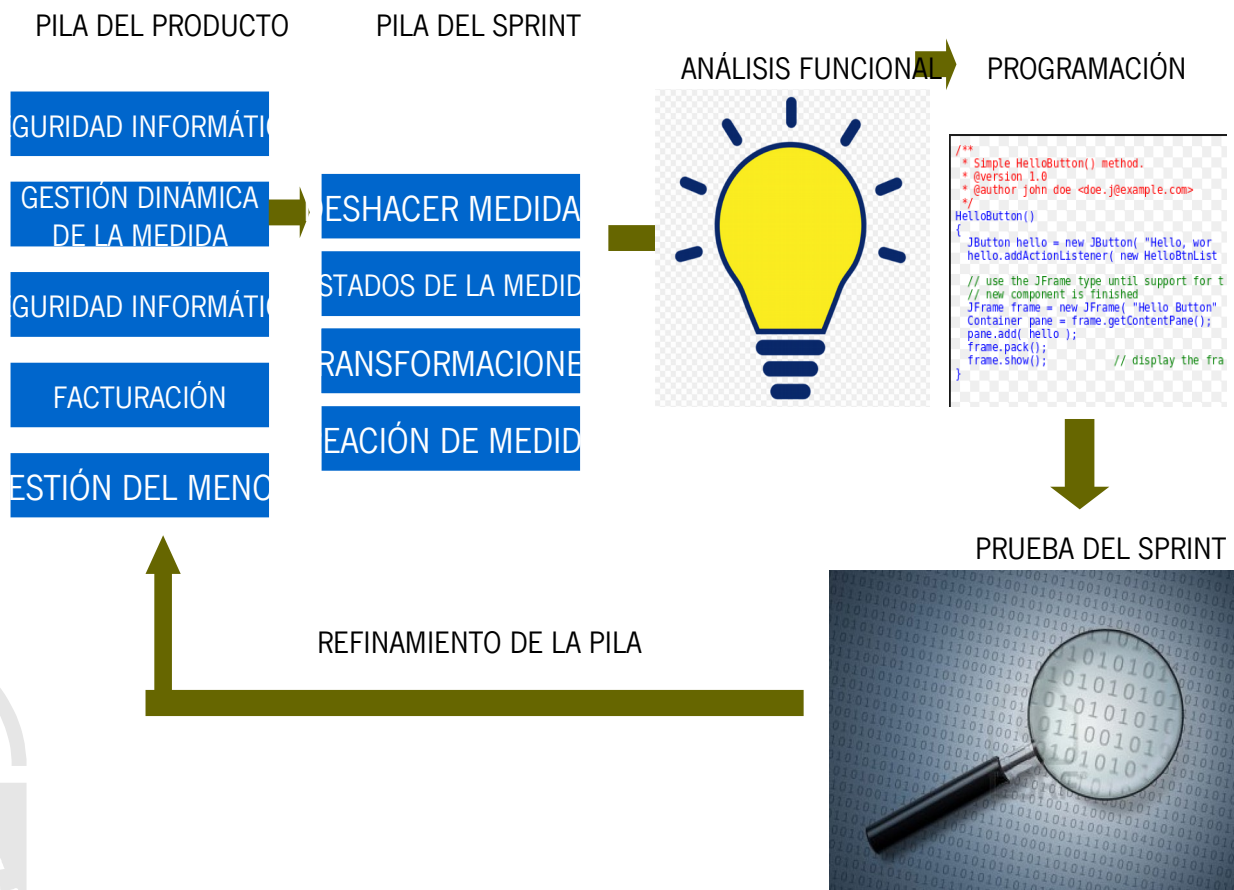 PILA DEL PRODUCTO
PILA DEL SPRINT
ANÁLISIS FUNCIONAL
PROGRAMACIÓN
GURIDAD INFORMÁTI
GESTIÓN DINÁMICA
DE LA MEDIDA
GURIDAD INFORMÁTI
FACTURACIÓN
ESTIÓN DEL MENO
ESHACER MEDIDA
STADOS DE LA MEDID
RANSFORMACIONE
EACIÓN DE MEDID
/**
* Simple HelloButton() method.
* @version 1.0
* @author john doe <doe.j@example.com>
*/
HelloButton()
{
JButton hello = new JButton( "Hello, wor
hello.addActionListener( new HelloBtnList
// use the JFrame type until support for t
// new component is finished
JFrame frame = new JFrame( "Hello Button"
Container pane = frame.getContentPane();
pane.add( hello );
frame.pack();
frame.show(); // display the fra
}
PRUEBA DEL SPRINT
REFINAMIENTO DE LA PILA